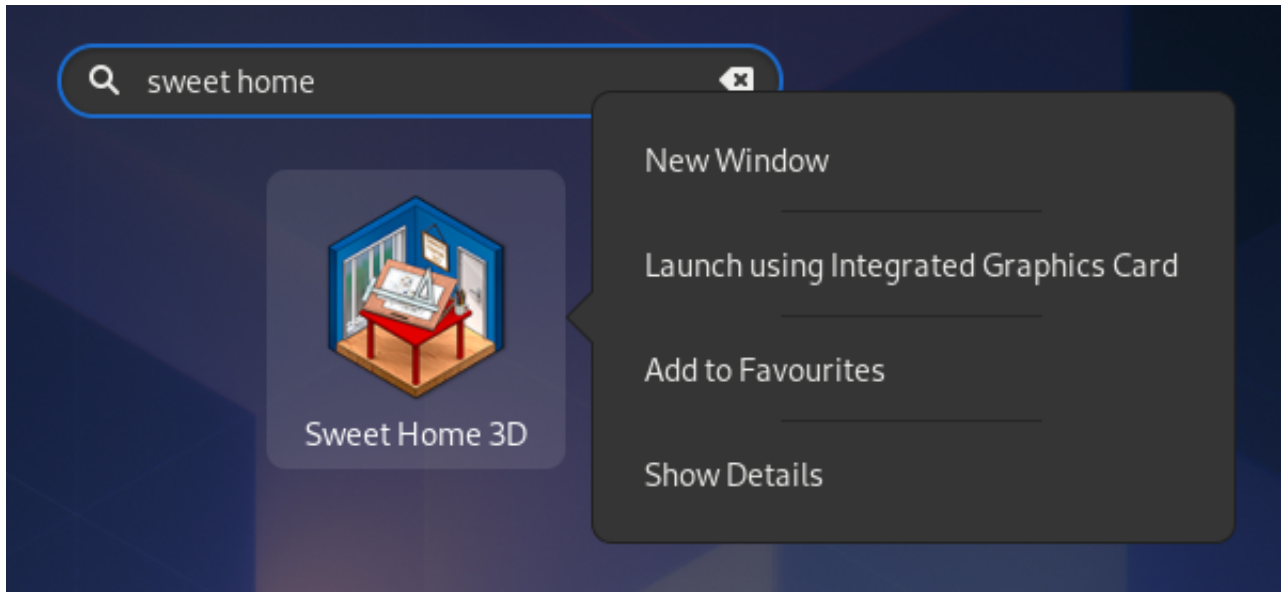 sweet home
New Window
Launch using Integrated Graphics Card
Add to Favourites
Show Details
Sweet Home 3D